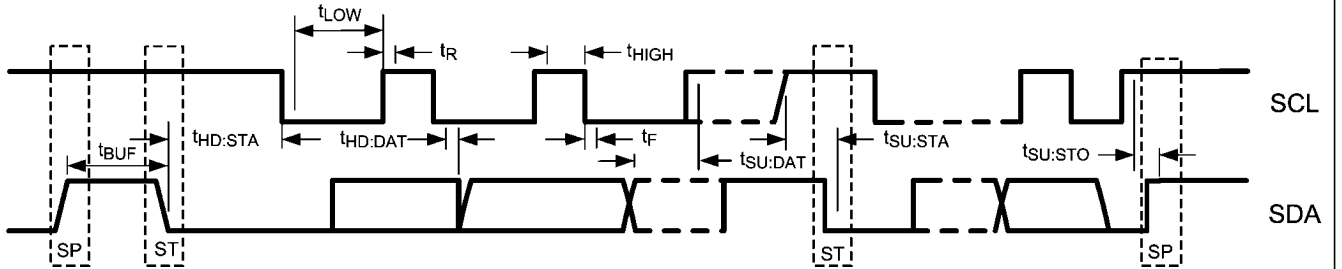 tLOW
tR
tHIGH
SCL
tHD:STA
tHD:DAT
tF
tSU:DAT
tSU:STA
tSU:STO
tBUF
SDA
SP
ST
ST
SP